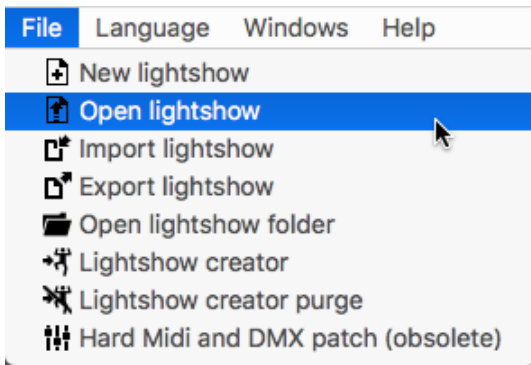 File Language Windows Help
New lightshow
Open lightshow
Import lightshow
Export lightshow
Open lightshow folder
Lightshow creator
Lightshow creator purge
Hard Midi and DMX patch (obsolete)